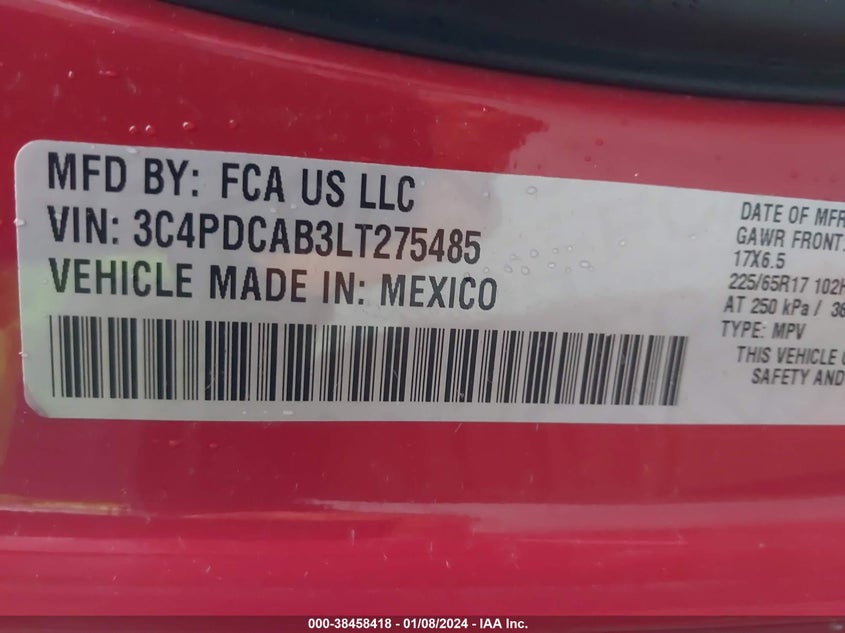 MFD BY: FCA US LLC
VIN: 3C4PDCAB3LT275485
VEHICLE MADE IN: MEXICO
DATE OF MFR
GAWR FRONT:
17X6.5
225/65R17 102H
AT 250 kPa / 36
TYPE: MPV
THIS VEHICLE
SAFETY AND
000-38458418 - 01/08/2024 - IAA Inc.